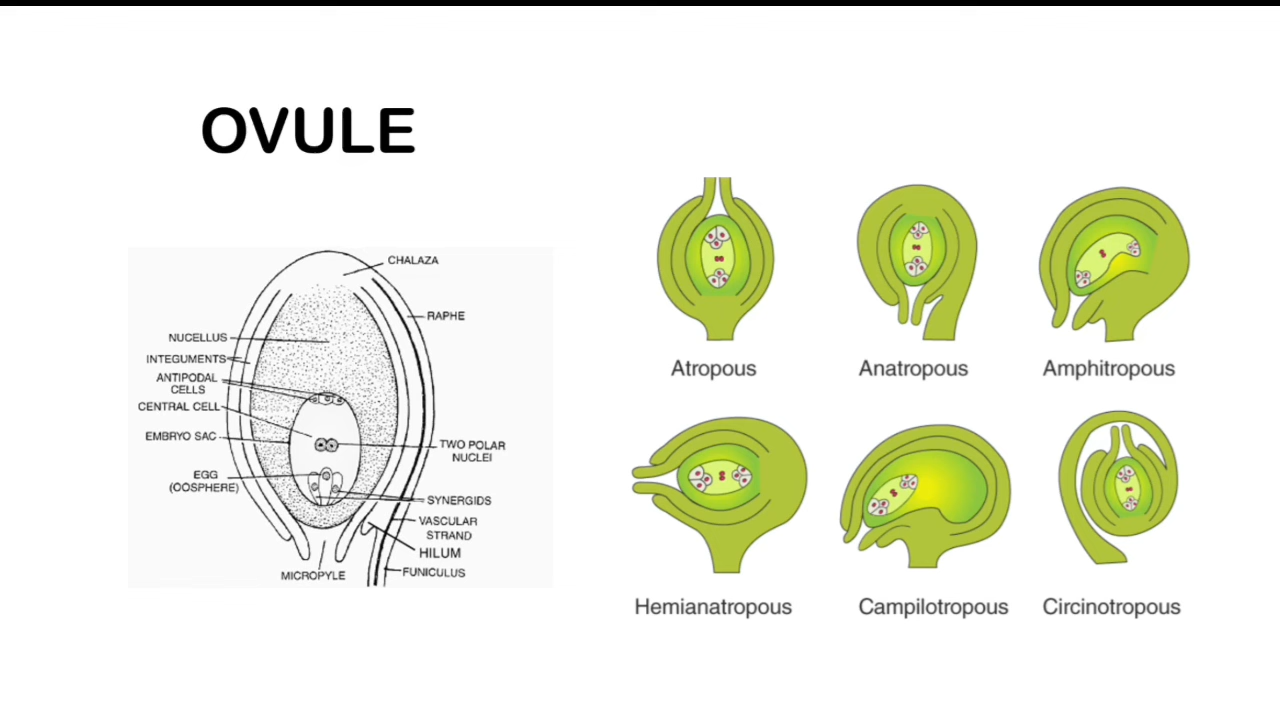 OVULE
CHALAZA
RAPHE
NUCELLUS
INTEGUMENTS
ANTIPODAL
CELLS
CENTRAL CELL
EMBRYO SAC
TWO POLAR
NUCLEI
EGG
(OOSPHERE)
SYNERGIDS
VASCULAR
STRAND
HILUM
MICROPYLE
FUNICULUS
Atropous
Anatropous
Amphitropous
Hemianatropous
Campilotropous
Circinotropous